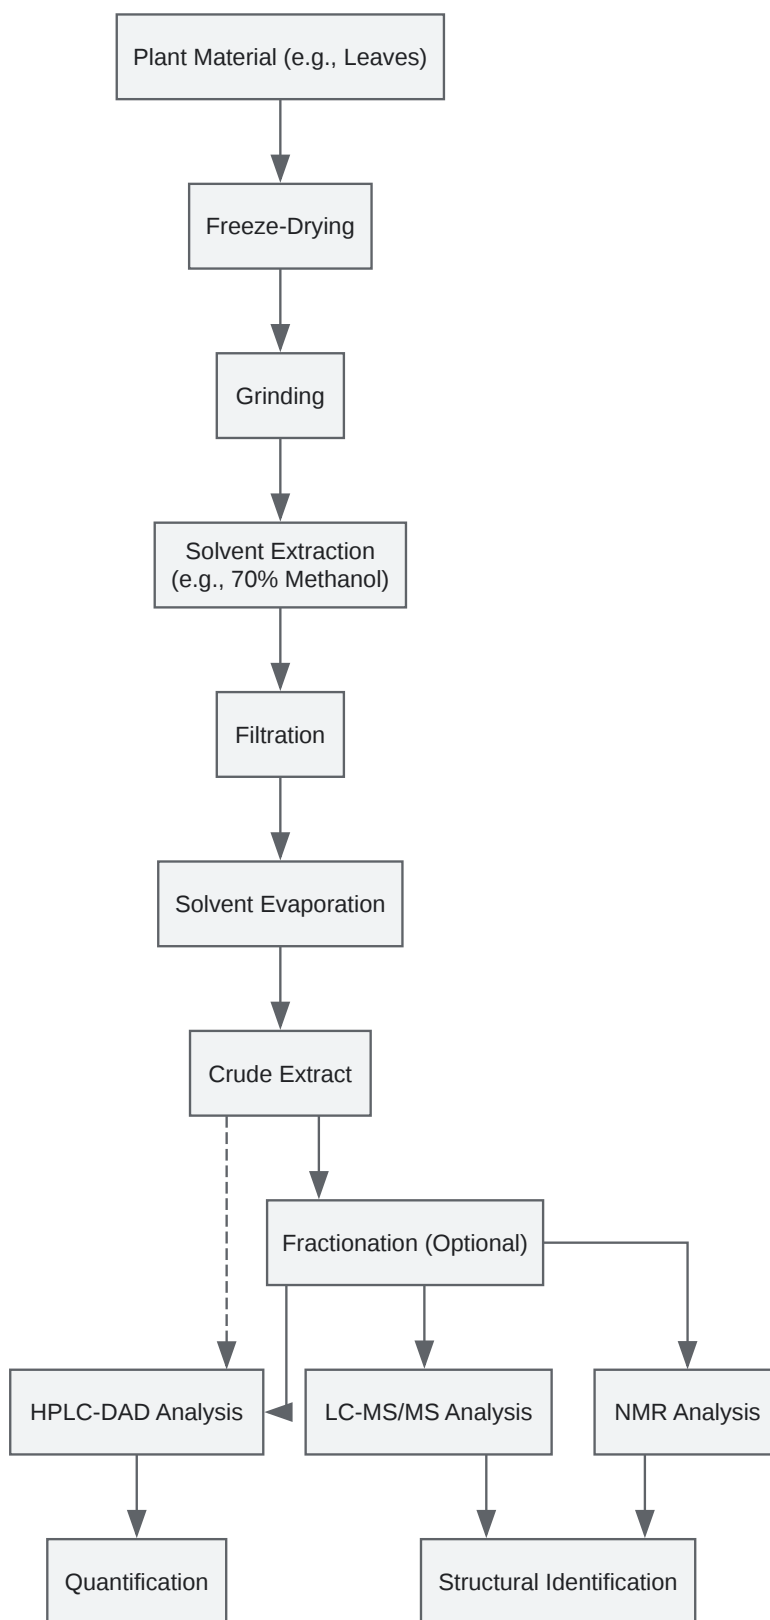 Plant Material (e.g., Leaves)
Freeze-Drying
Grinding
Solvent Extraction
(e.g., 70% Methanol)
Filtration
Solvent Evaporation
Crude Extract
Fractionation (Optional)
HPLC-DAD Analysis
LC-MS/MS Analysis
NMR Analysis
Quantification
Structural Identification